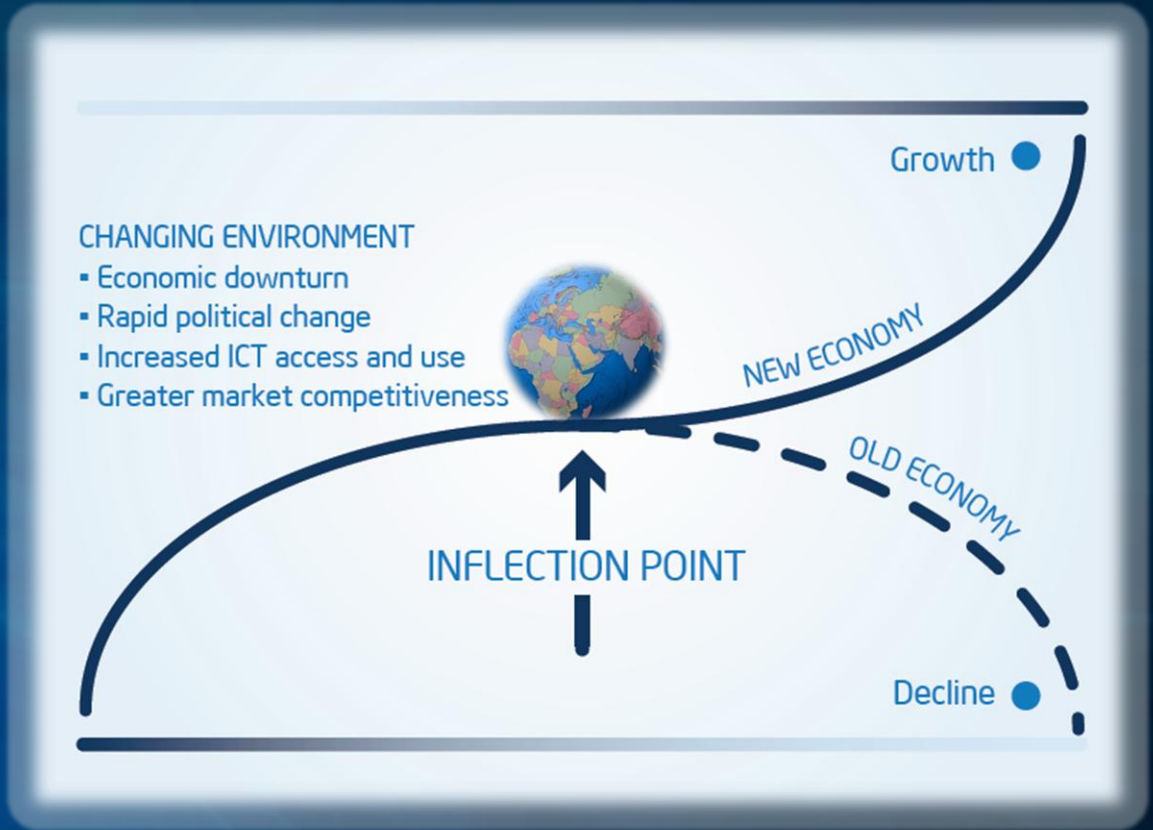 Growth
CHANGING ENVIRONMENT
▪ Economic downturn
▪ Rapid political change
▪ Increased ICT access and use
▪ Greater market competitiveness
NEW ECONOMY
OLD ECONOMY
INFLECTION POINT
Decline